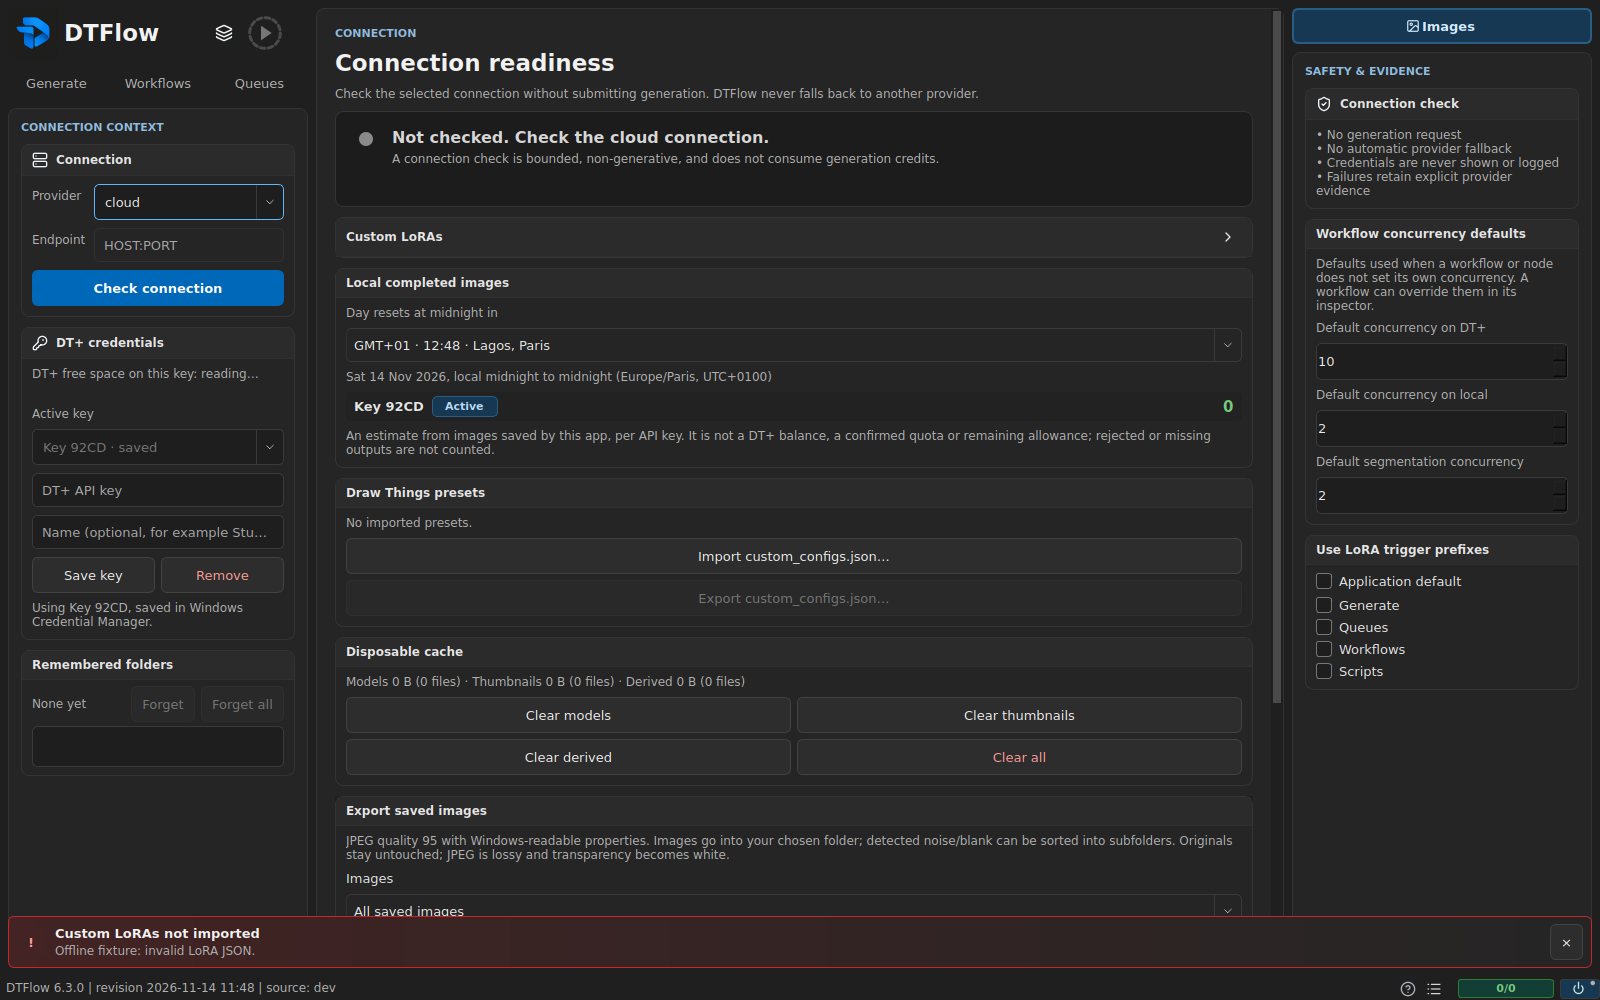 DTFlow
Generate
Workflows
Queues
CONNECTION CONTEXT
Connection
Provider
cloud
Endpoint
HOST:PORT
Check connection
DT+ credentials
DT+ free space on this key: reading...
Active key
Key 92CD · saved
DT+ API key
Name (optional, for example Stu...
Save key
Remove
Using Key 92CD, saved in Windows
Credential Manager.
Remembered folders
None yet
Forget
Forget all
CONNECTION
Connection readiness
Check the selected connection without submitting generation. DTFlow never falls back to another provider.
Not checked. Check the cloud connection.
A connection check is bounded, non-generative, and does not consume generation credits.
Custom LoRAs
Local completed images
Day resets at midnight in
GMT+01 · 12:48 · Lagos, Paris
Sat 14 Nov 2026, local midnight to midnight (Europe/Paris, UTC+0100)
Key 92CD
Active
0
An estimate from images saved by this app, per API key. It is not a DT+ balance, a confirmed quota or remaining allowance; rejected or missing
outputs are not counted.
Draw Things presets
No imported presets.
Import custom_configs.json...
Export custom_configs.json...
Disposable cache
Models 0 B (0 files) · Thumbnails 0 B (0 files) · Derived 0 B (0 files)
Clear models
Clear thumbnails
Clear derived
Clear all
Export saved images
JPEG quality 95 with Windows-readable properties. Images go into your chosen folder; detected noise/blank can be sorted into subfolders. Originals
stay untouched; JPEG is lossy and transparency becomes white.
Images
All saved images
Images
SAFETY & EVIDENCE
Connection check
• No generation request
• No automatic provider fallback
• Credentials are never shown or logged
• Failures retain explicit provider
evidence
Workflow concurrency defaults
Defaults used when a workflow or node
does not set its own concurrency. A
workflow can override them in its
inspector.
Default concurrency on DT+
10
Default concurrency on local
2
Default segmentation concurrency
2
Use LoRA trigger prefixes
Application default
Generate
Queues
Workflows
Scripts
! Custom LoRAs not imported
Offline fixture: invalid LoRA JSON.
DTFlow 6.3.0 | revision 2026-11-14 11:48 | source: dev
0/0